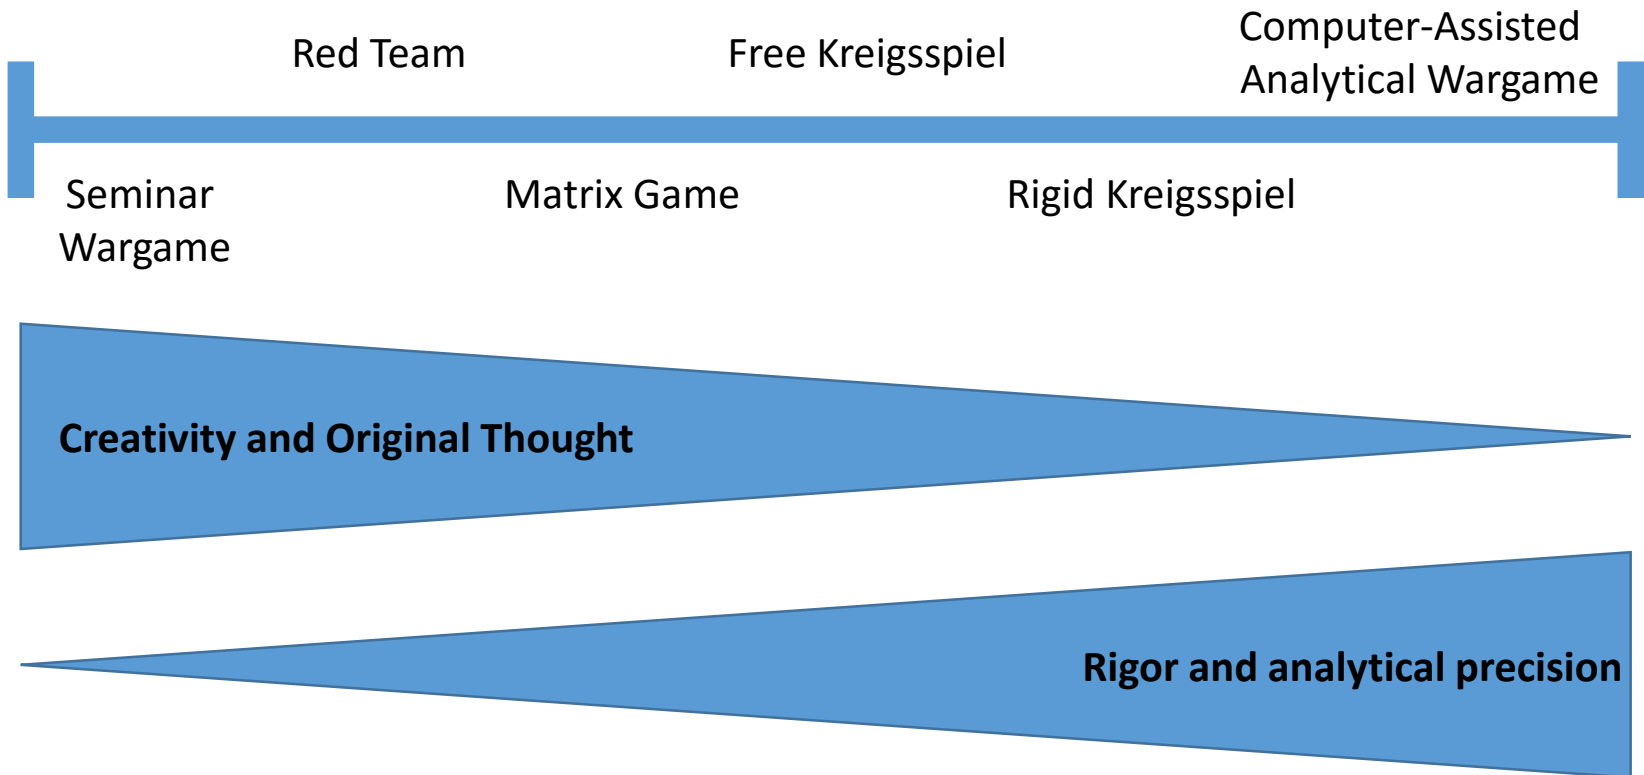 Red Team
Free Kreigsspiel
Computer-Assisted
Analytical Wargame
Seminar
Wargame
Matrix Game
Rigid Kreigsspiel
Creativity and Original Thought
Rigor and analytical precision